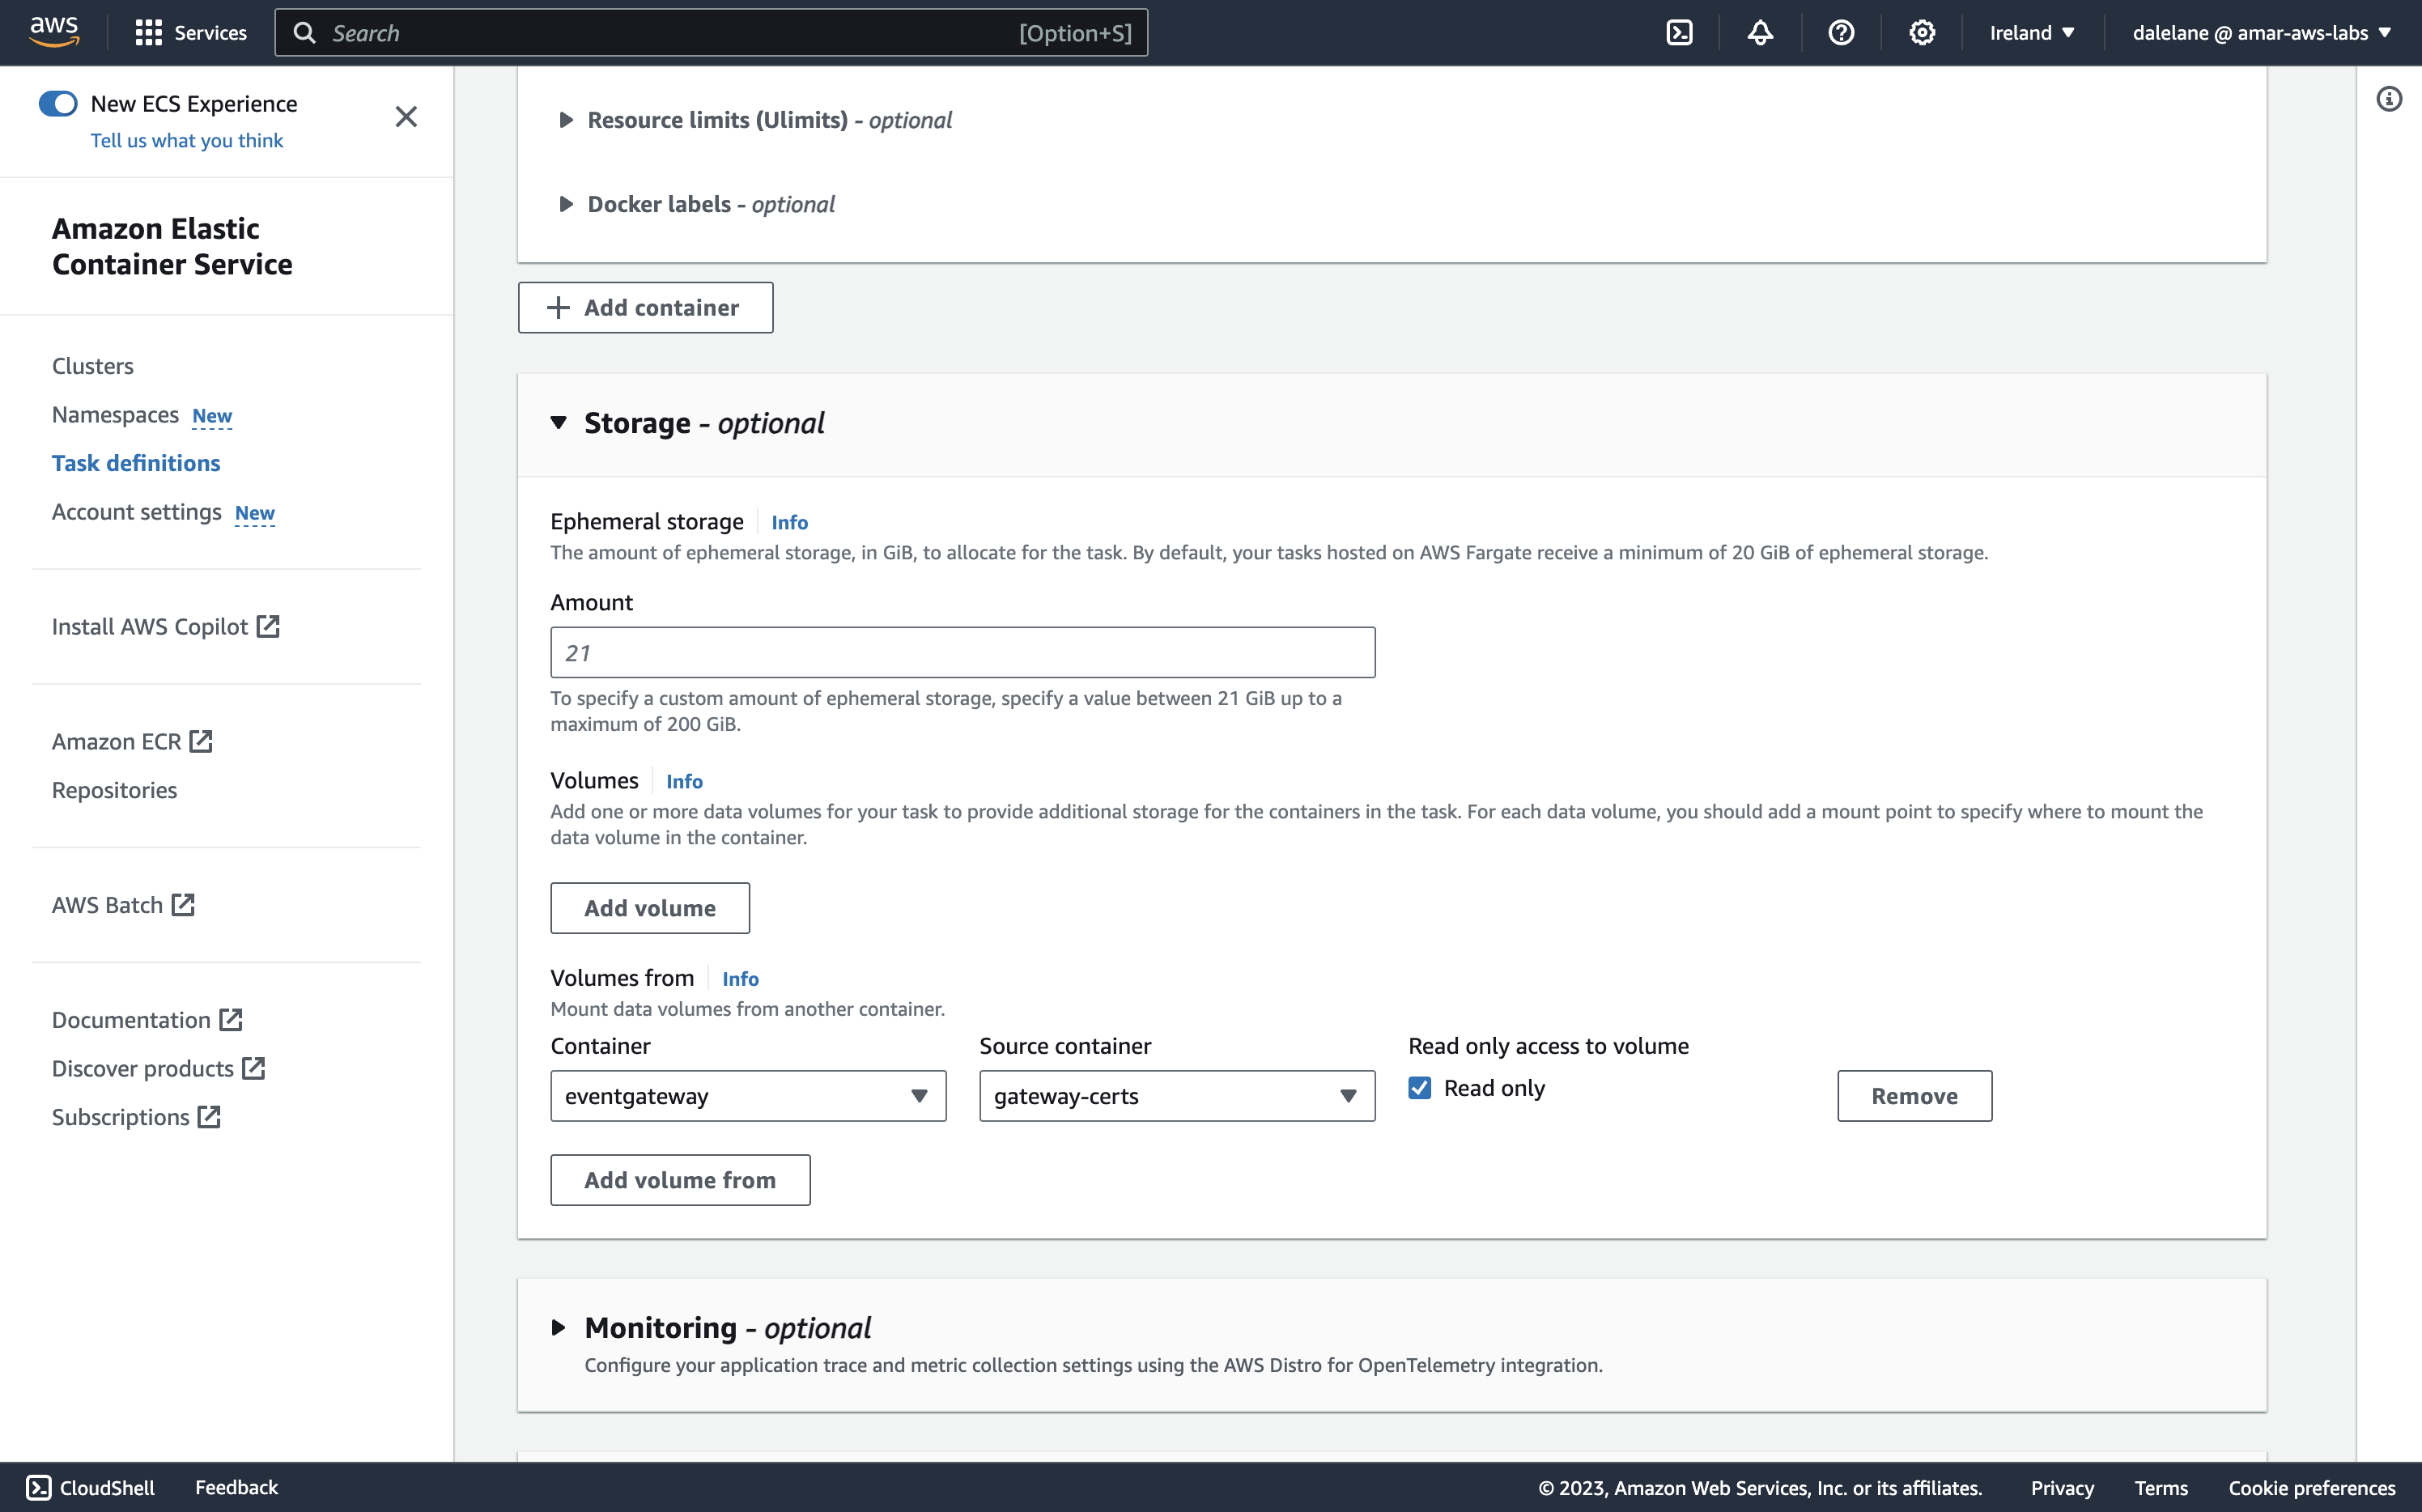 aws
Services
Search
[Option+S]
Ireland
dalelane @ amar-aws-labs
New ECS Experience
Tell us what you think
Amazon Elastic
Container Service
Clusters
Namespaces New
Task definitions
Account settings New
Install AWS Copilot
Amazon ECR
Repositories
AWS Batch
Documentation
Discover products
Subscriptions
Resource limits (Ulimits) - optional
Docker labels - optional
Add container
Storage - optional
Ephemeral storage Info
The amount of ephemeral storage, in GiB, to allocate for the task. By default, your tasks hosted on AWS Fargate receive a minimum of 20 GiB of ephemeral storage.
Amount
21
To specify a custom amount of ephemeral storage, specify a value between 21 GiB up to a
maximum of 200 GiB.
Volumes Info
Add one or more data volumes for your task to provide additional storage for the containers in the task. For each data volume, you should add a mount point to specify where to mount the
data volume in the container.
Add volume
Volumes from Info
Mount data volumes from another container.
Container Source container Read only access to volume
eventgateway gateway-certs Read only Remove
Add volume from
Monitoring - optional
Configure your application trace and metric collection settings using the AWS Distro for OpenTelemetry integration.
CloudShell Feedback © 2023, Amazon Web Services, Inc. or its affiliates. Privacy Terms Cookie preferences